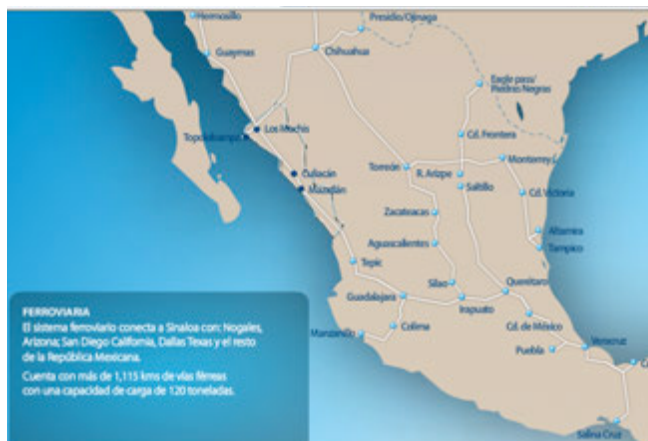 Hermosillo
Presidio/Ojinaga
Guaymas
Chihuahua
Eagle pass/
Piedras Negras
Topolobampo
Los Mochis
Cd. Frontera
Culiacán
Mazatlán
Torreón
R. Arizpe
Monterrey
Saltillo
Cd. Victoria
Zacatecas
Altamira
Aguascalientes
Tampico
Tepic
Silao
Querétaro
Guadalajara
Irapuato
Manzanillo
Colima
Cd. de México
Puebla
Veracruz
Salina Cruz
FERROVIARIA
El sistema ferroviario conecta a Sinaloa con: Nogales,
Arizona; San Diego California, Dallas Texas y el resto
de la República Mexicana.
Cuenta con más de 1,115 kms de vías férreas
con una capacidad de carga de 120 toneladas.